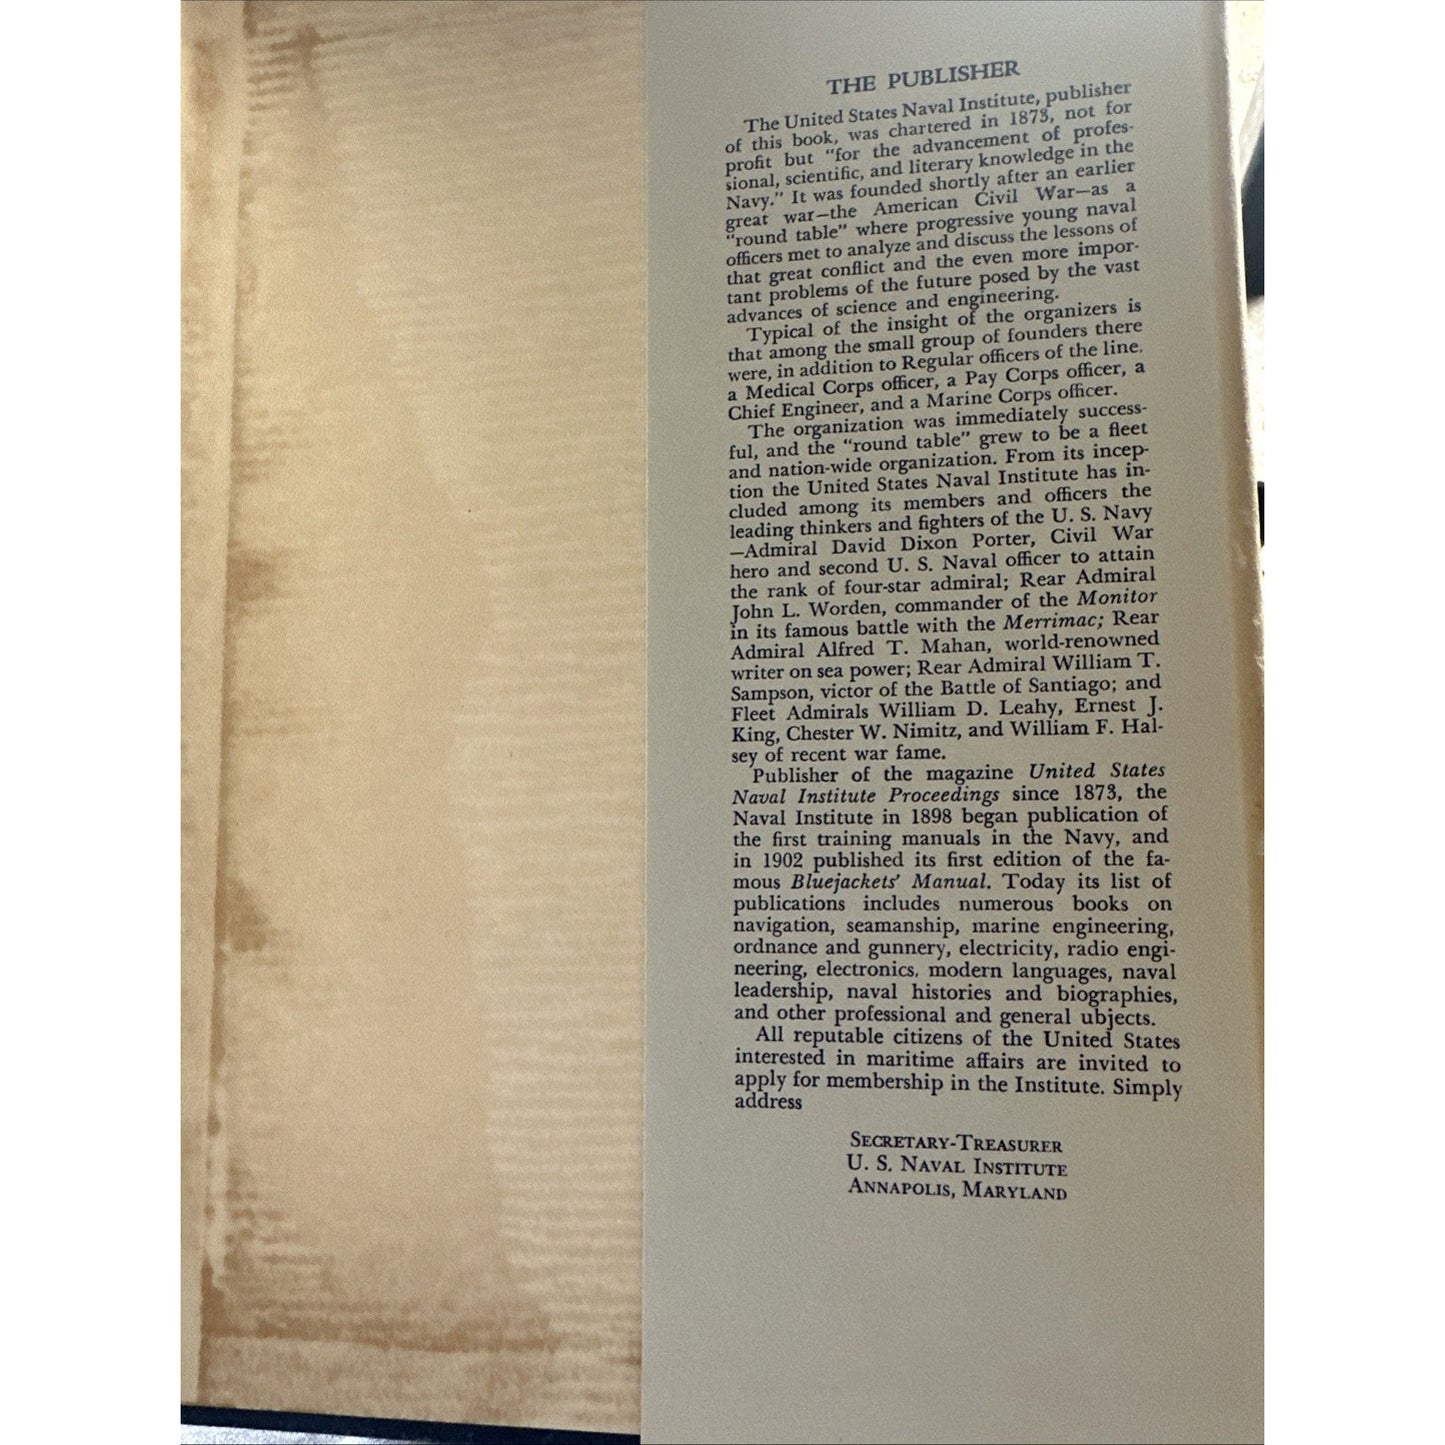 THE PUBLISHER
The United States Naval Institute, publisher
of this book, was chartered in 1873, not for
profit but “for the advancement of profes-
sional, scientific, and literary knowledge in the
Navy.” It was founded shortly after an earlier
great war—the American Civil War—as a
“round table” where progressive young naval
officers met to analyze and discuss the lessons of
that great conflict and the even more impor-
tant problems of the future posed by the vast
advances of science and engineering.
Typical of the insight of the organizers is
that among the small group of founders there
were, in addition to Regular officers of the line,
a Medical Corps officer, a Pay Corps officer, a
Chief Engineer, and a Marine Corps officer.
The organization was immediately success-
ful, and the “round table” grew to be a fleet
and nation-wide organization. From its incep-
tion the United States Naval Institute has in-
cluded among its members and officers the
leading thinkers and fighters of the U. S. Navy
—Admiral David Dixon Porter, Civil War
hero and second U. S. Naval officer to attain
the rank of four-star admiral; Rear Admiral
John L. Worden, commander of the Monitor
in its famous battle with the Merrimac; Rear
Admiral Alfred T. Mahan, world-renowned
writer on sea power; Rear Admiral William T.
Sampson, victor of the Battle of Santiago; and
Fleet Admirals William D. Leahy, Ernest J.
King, Chester W. Nimitz, and William F. Hal-
sey of recent war fame.
Publisher of the magazine United States
Naval Institute Proceedings since 1873, the
Naval Institute in 1898 began publication of
the first training manuals in the Navy, and
in 1902 published its first edition of the fa-
mous Bluejackets’ Manual. Today its list of
publications includes numerous books on
navigation, seamanship, marine engineering,
ordnance and gunnery, electricity, radio engi-
neering, electronics, modern languages, naval
leadership, naval histories and biographies,
and other professional and general ubjects.
All reputable citizens of the United States
interested in maritime affairs are invited to
apply for membership in the Institute. Simply
address
SECRETARY-TREASURER
U. S. NAVAL INSTITUTE
ANNAPOLIS, MARYLAND